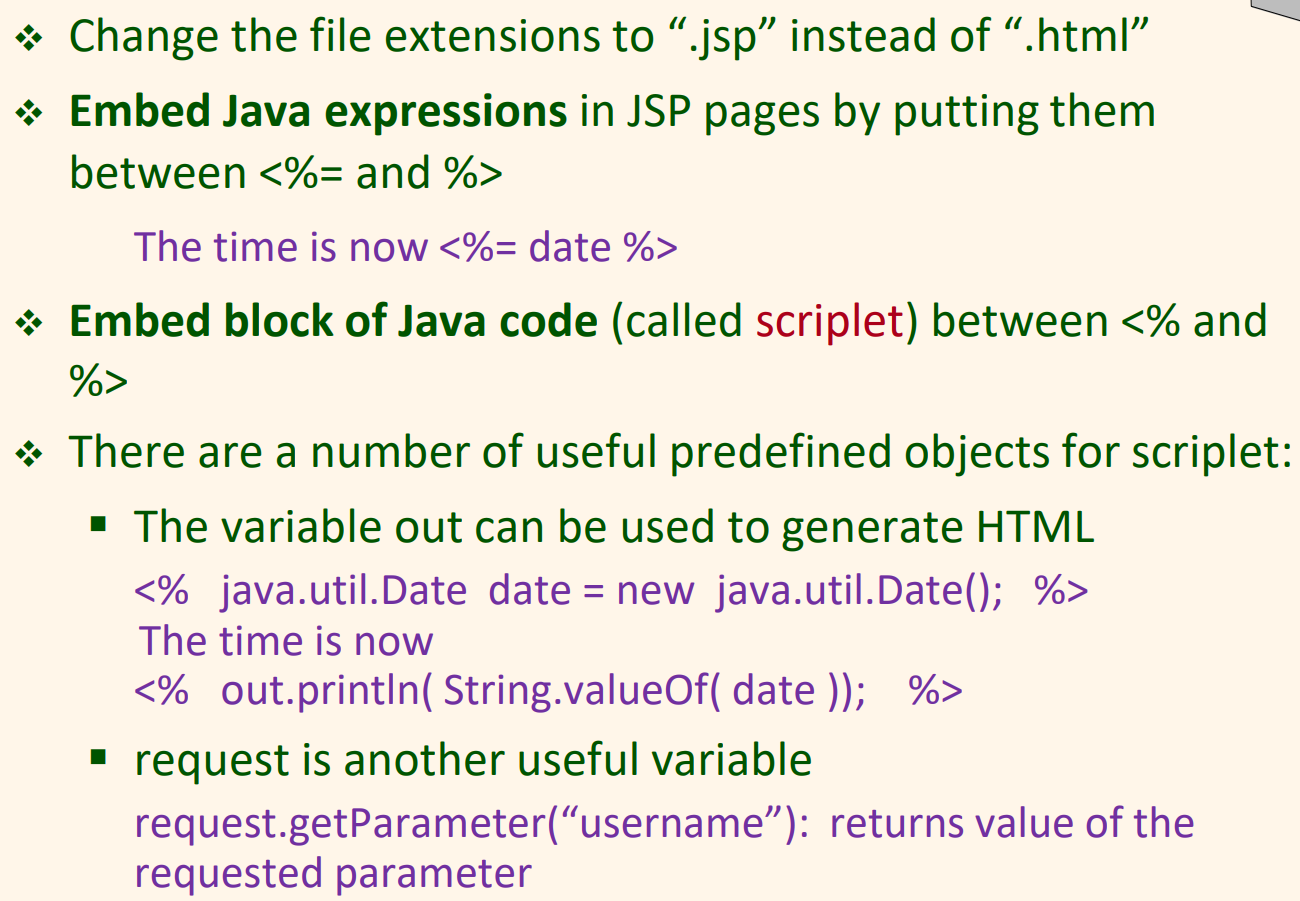 ❖ Change the file extensions to “.jsp” instead of “.html”
❖ Embed Java expressions in JSP pages by putting them
between <%= and %>
The time is now <%= date %>
❖ Embed block of Java code (called scriplet) between <% and
%>
❖ There are a number of useful predefined objects for scriplet:
▪ The variable out can be used to generate HTML
<% java.util.Date date = new java.util.Date(); %>
The time is now
<% out.println( String.valueOf( date )); %>
▪ request is another useful variable
request.getParameter(“username”): returns value of the
requested parameter